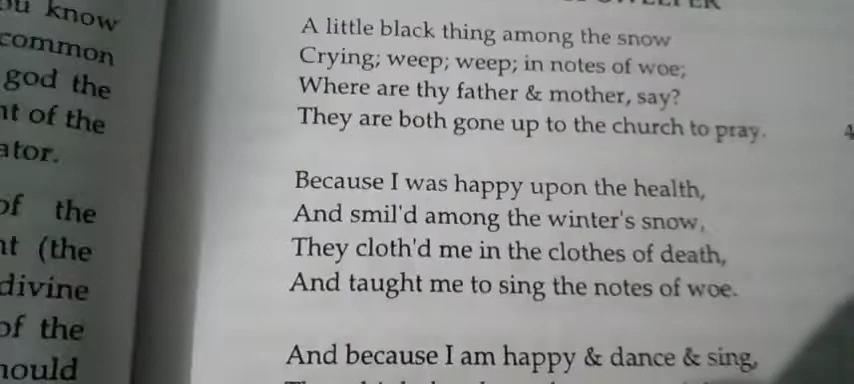 know
common
god the
of the
of the
(the
divine
of the
A little black thing among the snow
Crying; weep; weep; in notes of woe;
Where are thy father & mother, say?
They are both gone up to the church to pray.
4
Because I was happy upon the health,
And smil'd among the winter's snow,
They cloth'd me in the clothes of death,
And taught me to sing the notes of woe.
And because I am happy & dance & sing,